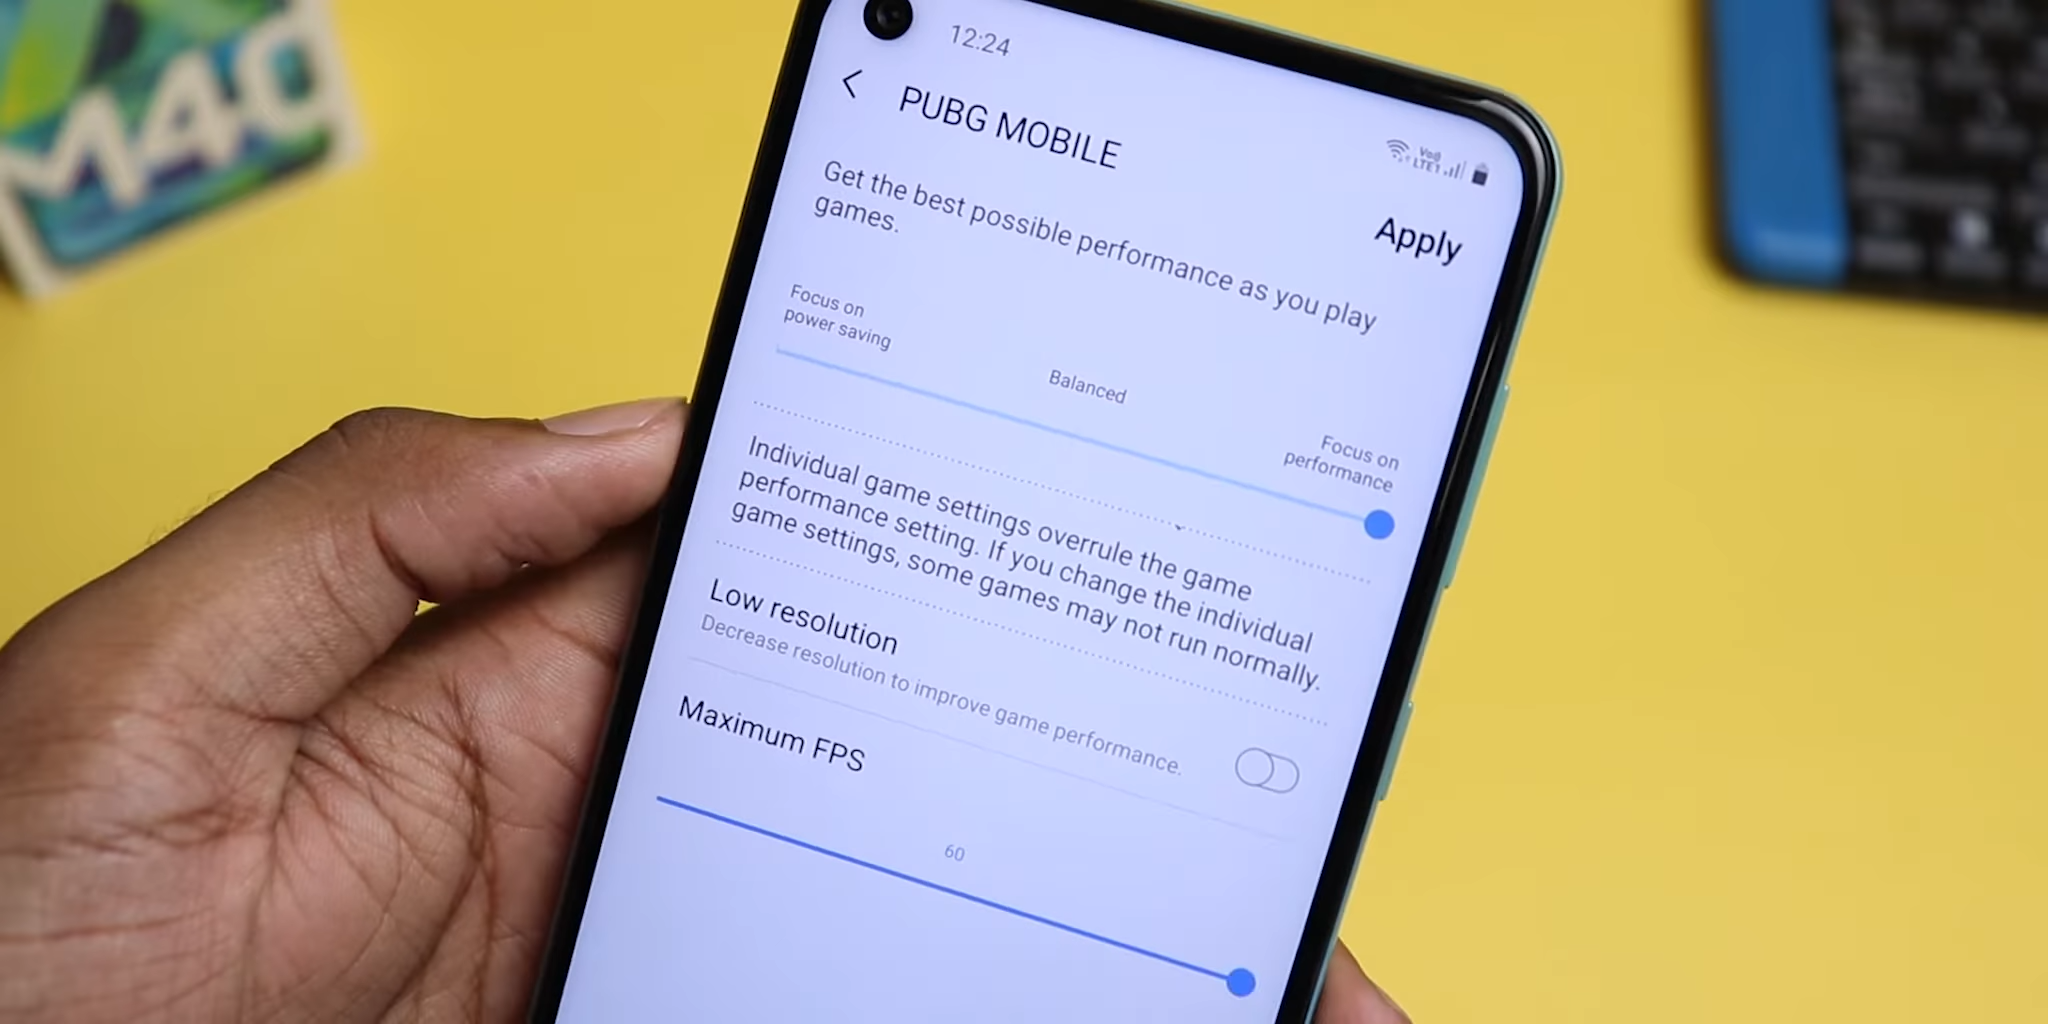 M40
12:24
Vo))
LTE1
PUBG MOBILE
Apply
Get the best possible performance as you play
games.
Focus on
power saving
Balanced
Focus on
performance
Individual game settings overrule the game
performance setting. If you change the individual
game settings, some games may not run normally.
Low resolution
Decrease resolution to improve game performance.
Maximum FPS
60